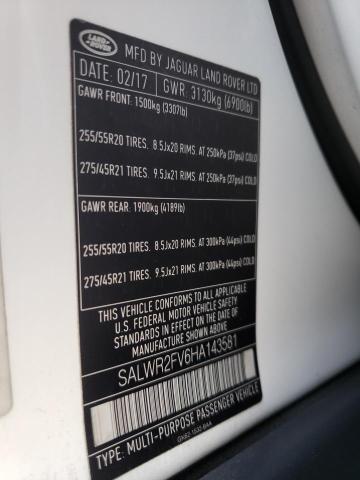 LAND ROVER
MFD BY JAGUAR LAND ROVER LTD
DATE: 02/17 GWR: 3130kg (6900lb)
GAWR FRONT: 1500kg (3307lb)
255/55R20 TIRES. 8.5Jx20 RIMS. AT 250kPa (37psi) COLD
275/45R21 TIRES. 9.5Jx21 RIMS. AT 250kPa (37psi) COLD
GAWR REAR: 1900kg (4189lb)
255/55R20 TIRES. 8.5Jx20 RIMS. AT 300kPa (44psi) COLD
275/45R21 TIRES. 9.5Jx21 RIMS. AT 300kPa (44psi) COLD
THIS VEHICLE CONFORMS TO ALL APPLICABLE
U.S. FEDERAL MOTOR VEHICLE SAFETY
STANDARDS IN EFFECT ON THE DATE OF
MANUFACTURE SHOWN ABOVE.
SALWR2FV6HA143581
TYPE: MULTI-PURPOSE PASSENGER VEHICLE